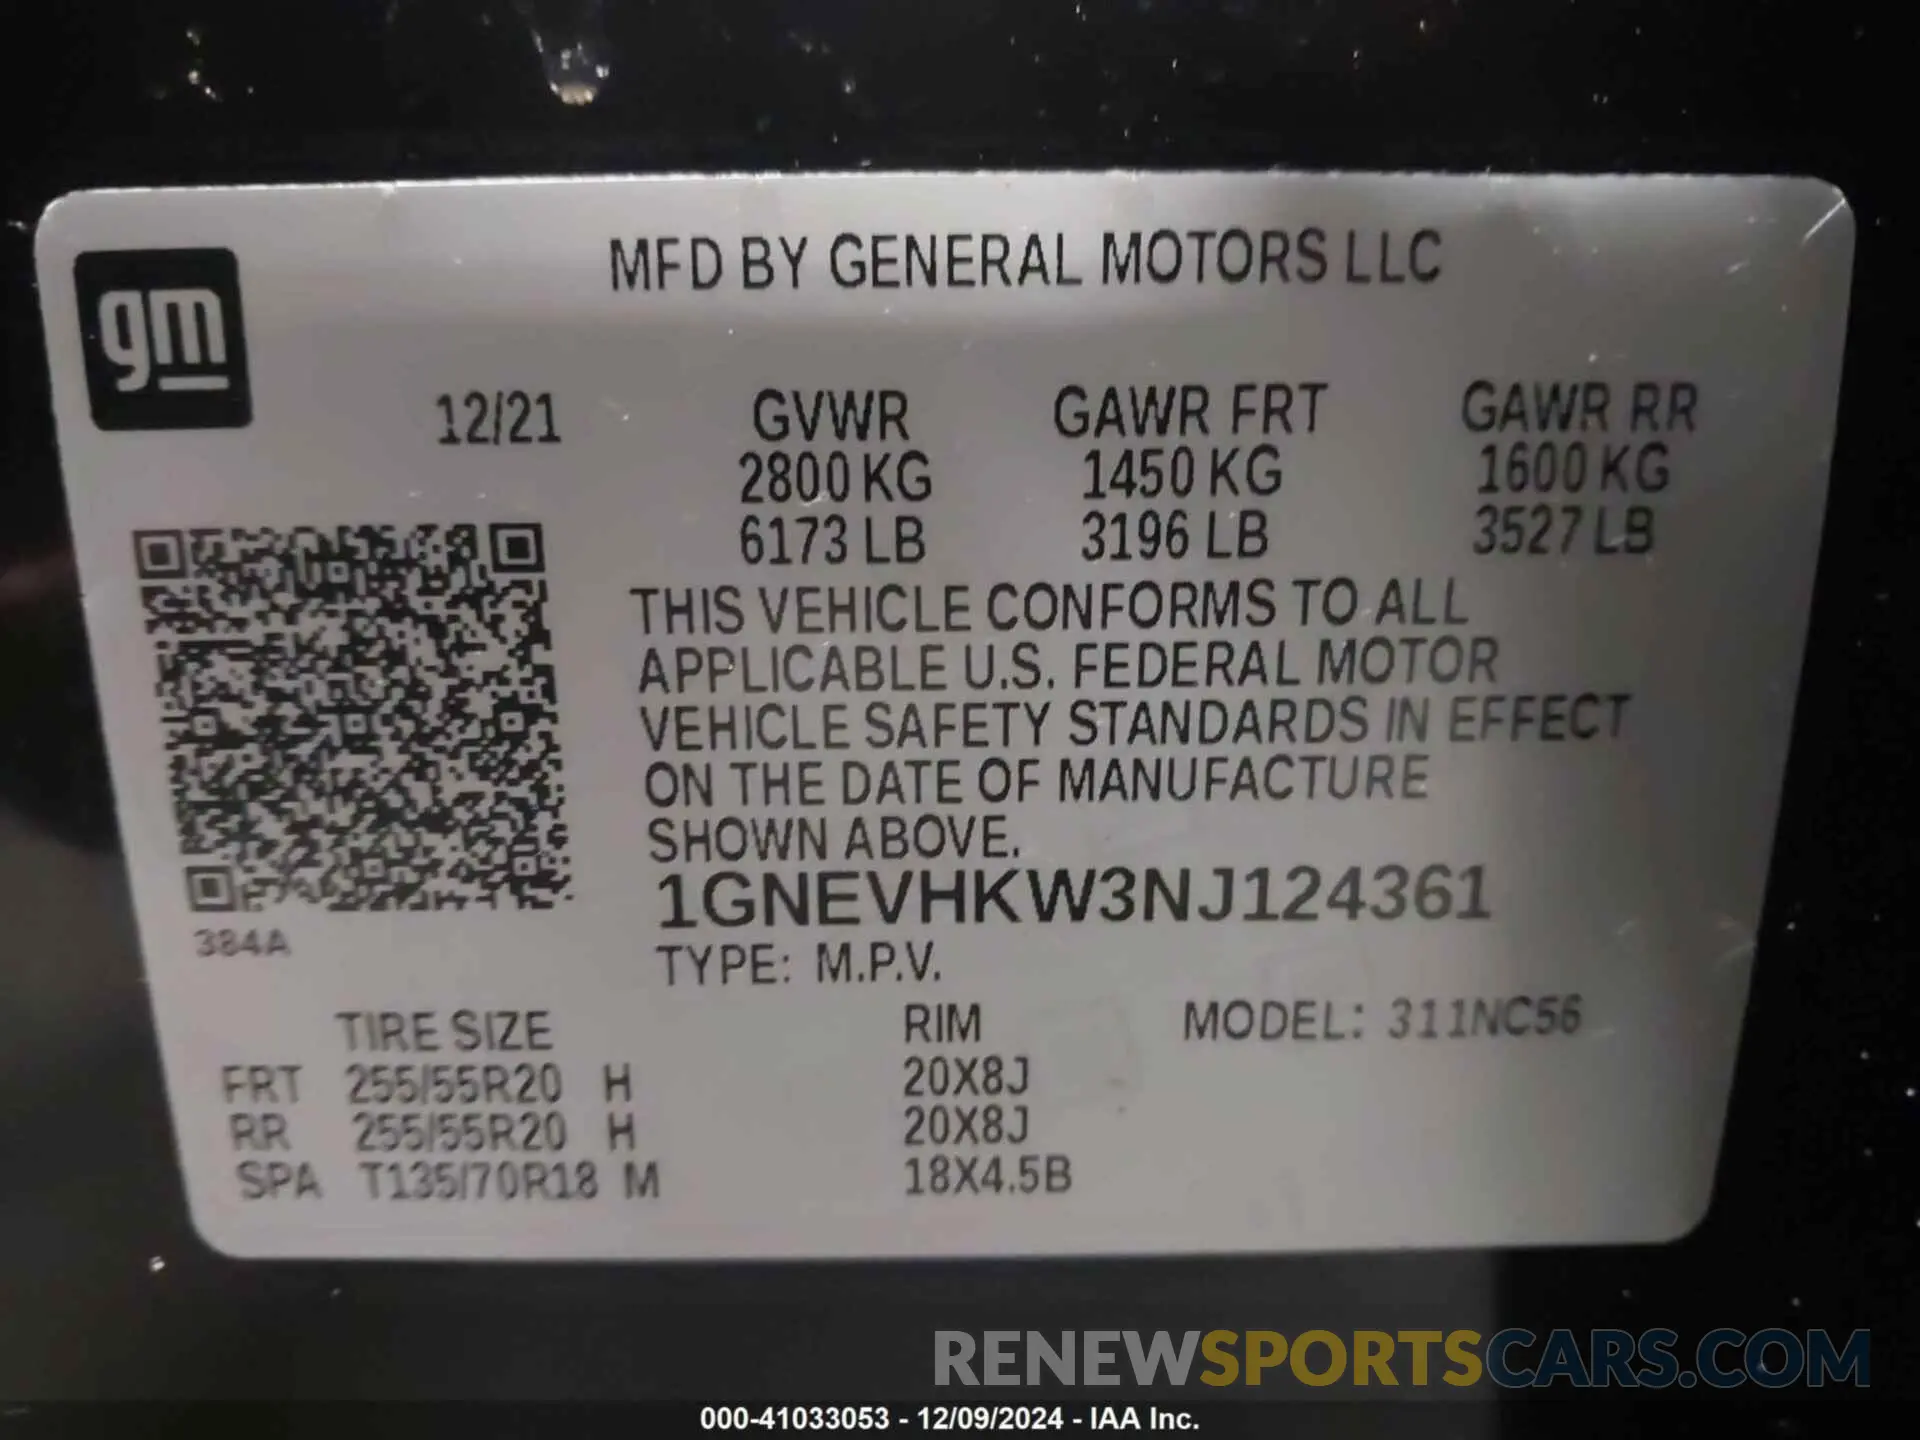 MFD BY GENERAL MOTORS LLC
gm
12/21 GVWR GAWR FRT GAWR RR
2800 KG 1450 KG 1600 KG
6173 LB 3196 LB 3527 LB
THIS VEHICLE CONFORMS TO ALL
APPLICABLE U.S. FEDERAL MOTOR
VEHICLE SAFETY STANDARDS IN EFFECT
ON THE DATE OF MANUFACTURE
SHOWN ABOVE.
1GNEVHKW3NJ124361
384A
TYPE: M.P.V.
TIRE SIZE RIM MODEL: 311NC56
FRT 255/55R20 H 20X8J
RR 255/55R20 H 20X8J
SPA T135/70R18 M 18X4.5B
RENEWSPORTSCARS.COM
000-41033053 - 12/09/2024 - IAA Inc.